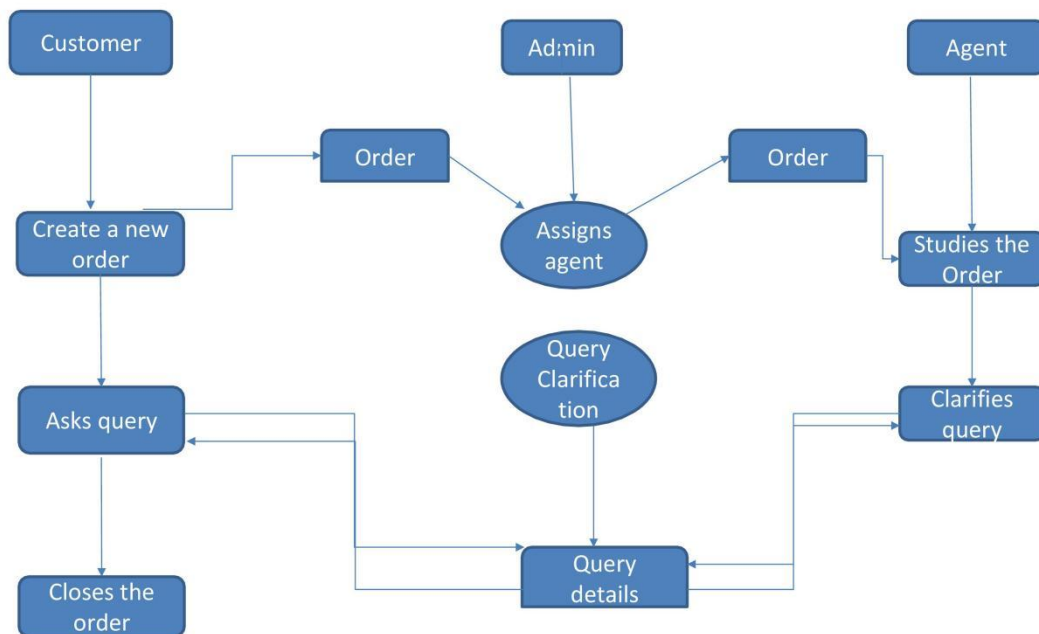 Customer
Admin
Agent
Order
Order
Create a new
order
Assigns
agent
Studies the
Order
Query
Clarifica
tion
Asks query
Clarifies
query
Query
details
Closes the
order